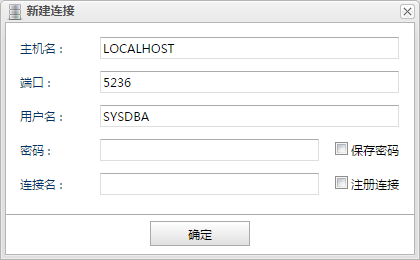 新建连接
主机名： LOCALHOST
端口： 5236
用户名： SYSDBA
密码： 保存密码
连接名： 注册连接
确定